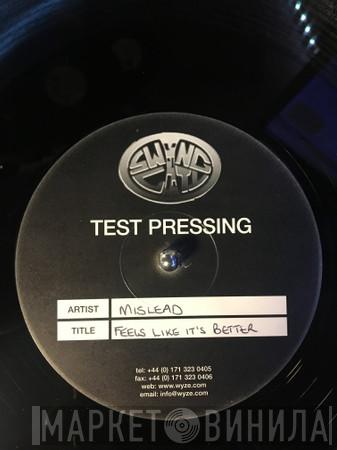 SWING CITY
TEST PRESSING
ARTIST MISLEAD
TITLE FEELS LIKE IT'S BETTER
tel: +44 (0) 171 323 0405
fax: +44 (0) 171 323 0406
web: www.wyze.com
email: info@wyze.com
МАРКЕТ ВИНИЛА